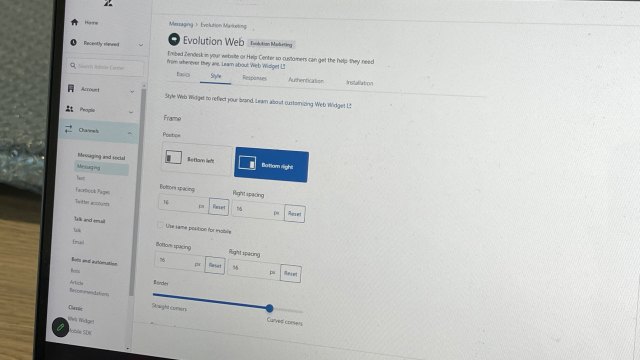 Home
Recently viewed
Search Admin Center
Account
People
Channels
Messaging and social
Messaging
Text
Facebook Pages
Twitter accounts
Talk and email
Talk
Email
Bots and automation
Bots
Article
Recommendations
Classic
Web Widget
Mobile SDK
Messaging > Evolution Marketing
Evolution Web Evolution Marketing
Embed Zendesk in your website or Help Center so customers can get the help they need
from wherever they are. Learn about Web Widget
Basics Style Responses Authentication Installation
Style Web Widget to reflect your brand. Learn about customizing Web Widget
Frame
Position
Bottom left Bottom right
Bottom spacing Right spacing
16 px Reset 16 px Reset
Use same position for mobile
Bottom spacing Right spacing
16 px Reset 16 px Reset
Border
Straight corners Curved corners